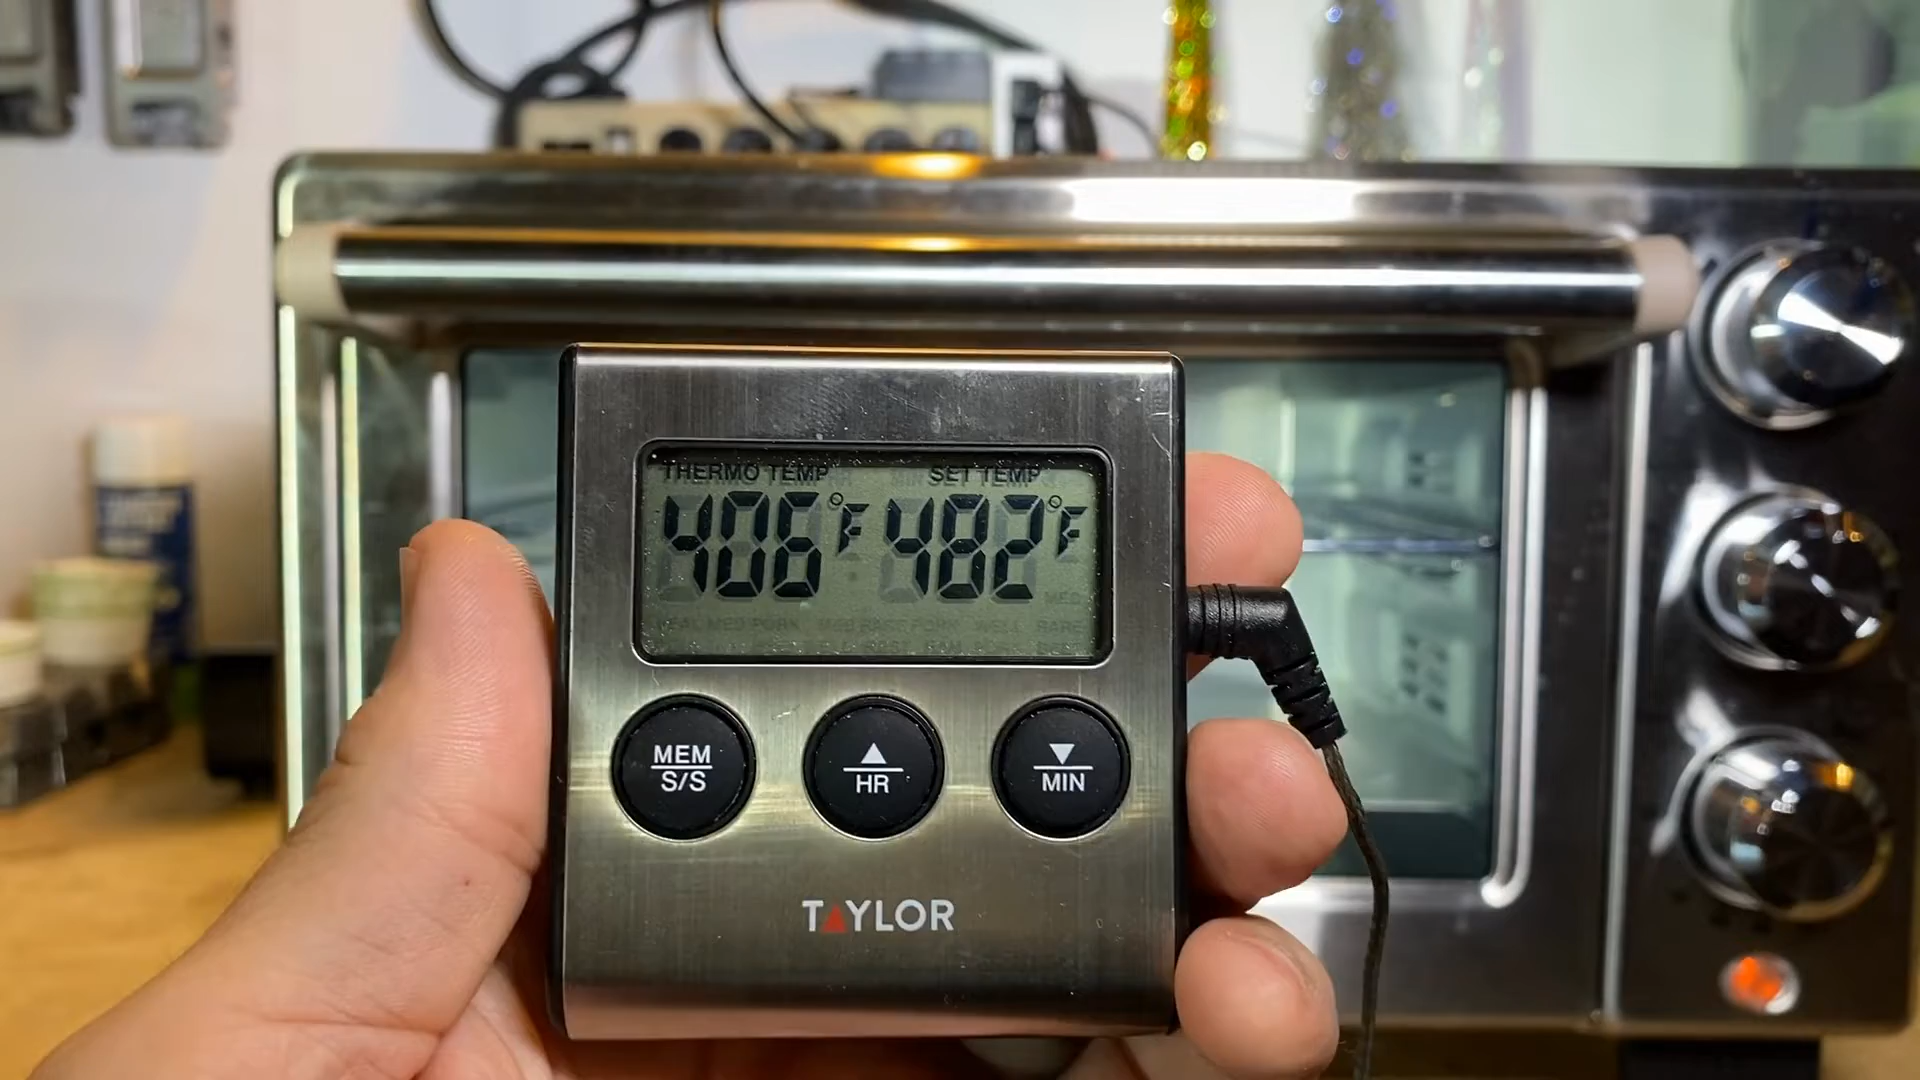 THERMO TEMP SET TEMP
406°F 482°F
MEM HR MIN
S/S
TAYLOR